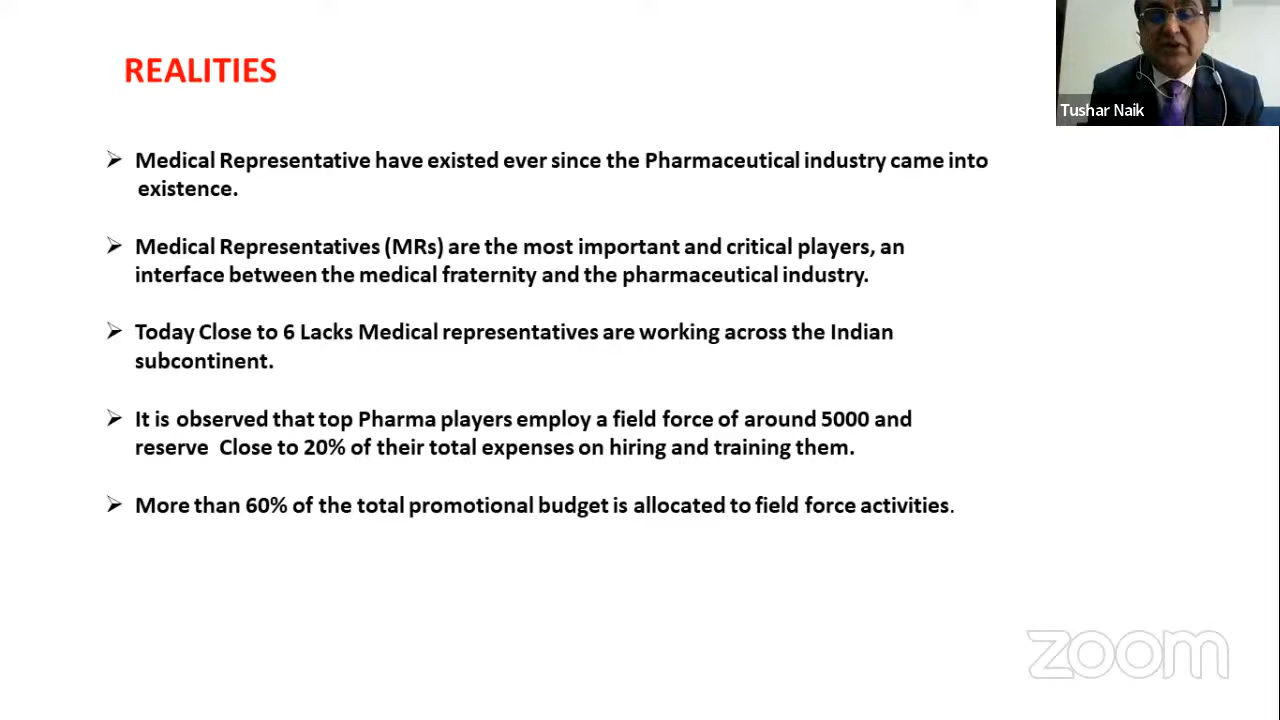 REALITIES
Tushar Naik
Medical Representative have existed ever since the Pharmaceutical industry came into
existence.
Medical Representatives (MRs) are the most important and critical players, an
interface between the medical fraternity and the pharmaceutical industry.
Today Close to 6 Lacks Medical representatives are working across the Indian
subcontinent.
It is observed that top Pharma players employ a field force of around 5000 and
reserve Close to 20% of their total expenses on hiring and training them.
More than 60% of the total promotional budget is allocated to field force activities.
zoom